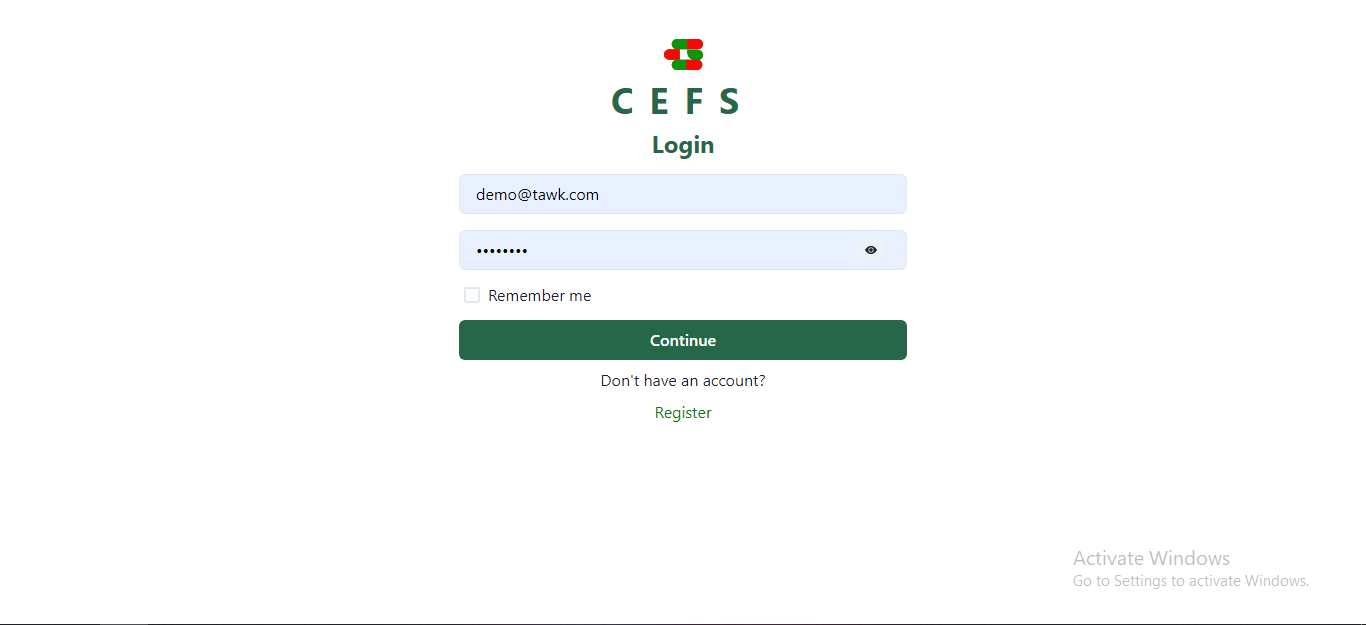 C E F S
Login
demo@tawk.com
••••••••
Remember me
Continue
Don't have an account?
Register
Activate Windows
Go to Settings to activate Windows.